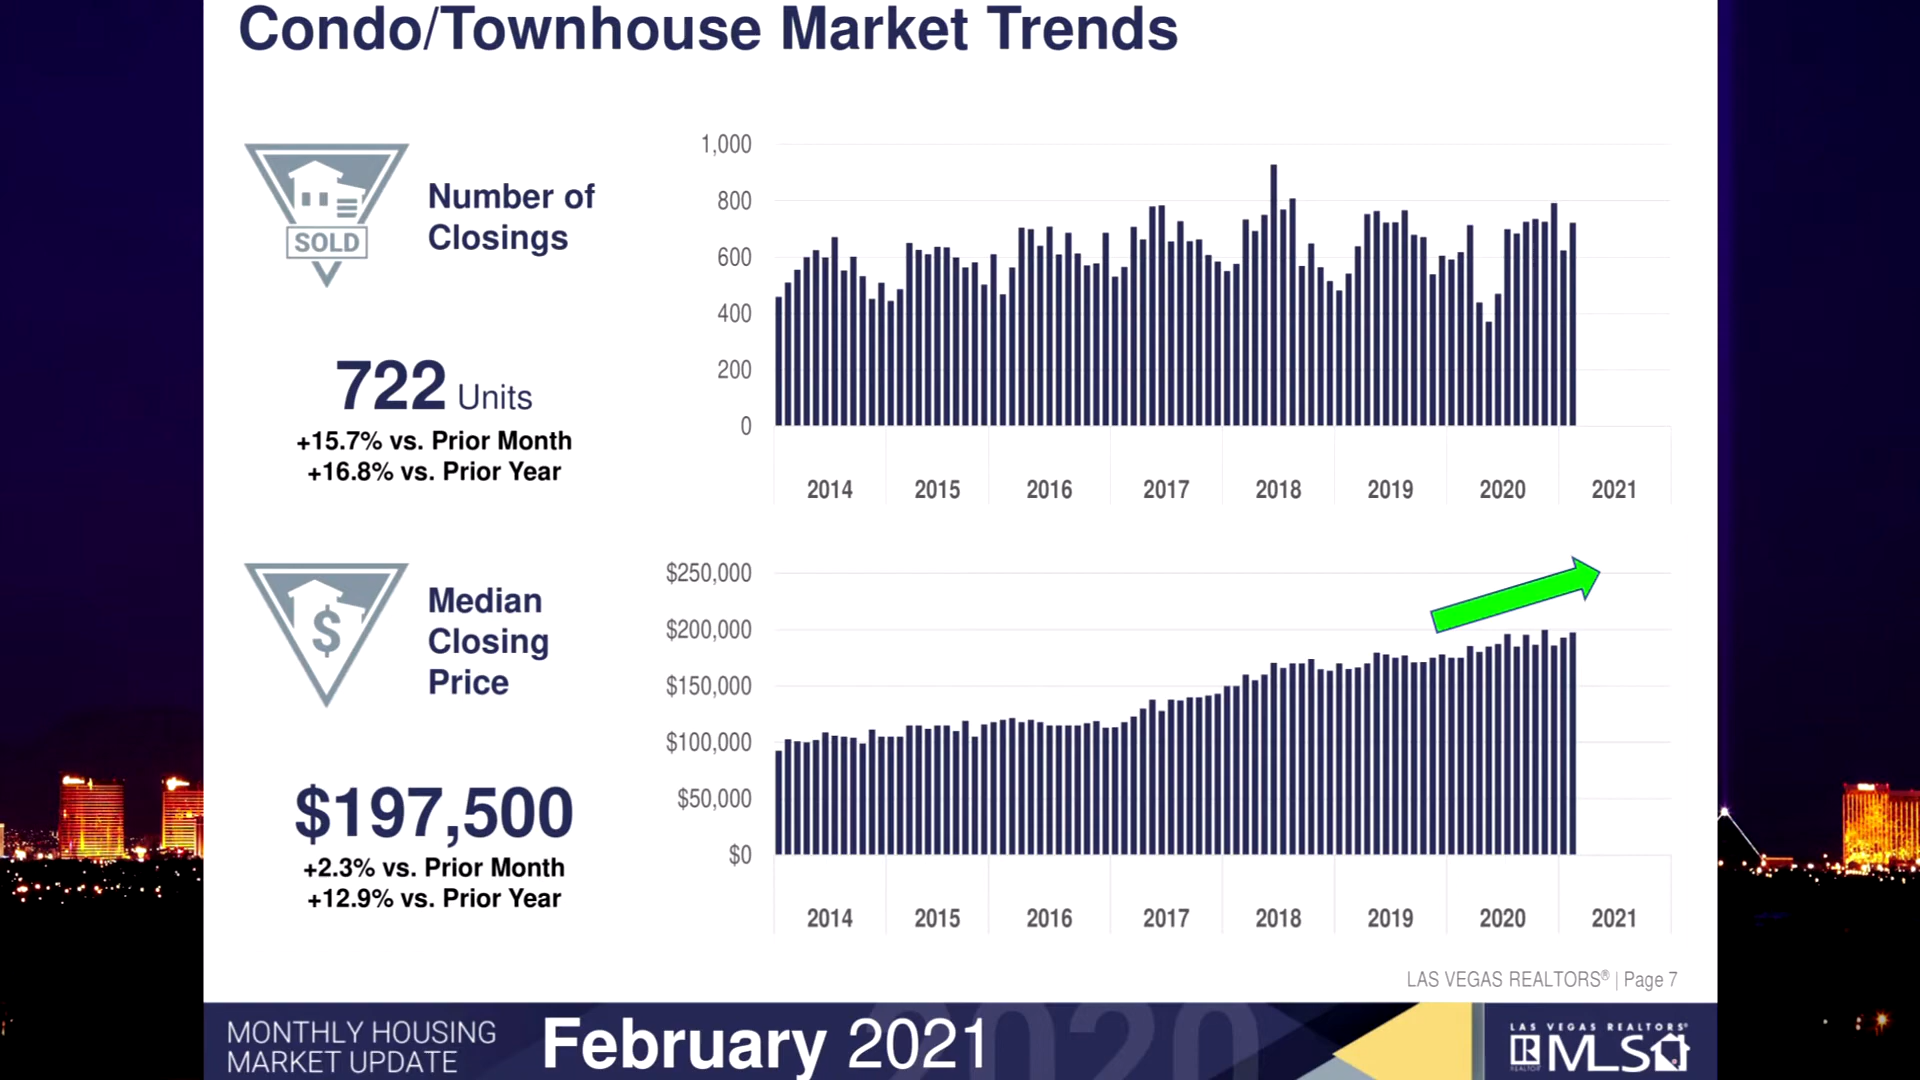 Condo/Townhouse Market Trends
SOLD
Number of
Closings
722 Units
+15.7% vs. Prior Month
+16.8% vs. Prior Year
1,000
800
600
400
200
0
2014 2015 2016 2017 2018 2019 2020 2021
$
Median
Closing
Price
$197,500
+2.3% vs. Prior Month
+12.9% vs. Prior Year
$250,000
$200,000
$150,000
$100,000
$50,000
$0
2014 2015 2016 2017 2018 2019 2020 2021
LAS VEGAS REALTORS® | Page 7
MONTHLY HOUSING
MARKET UPDATE
February 2021
2020
LAS VEGAS REALTORS®
R MLS
REALTOR